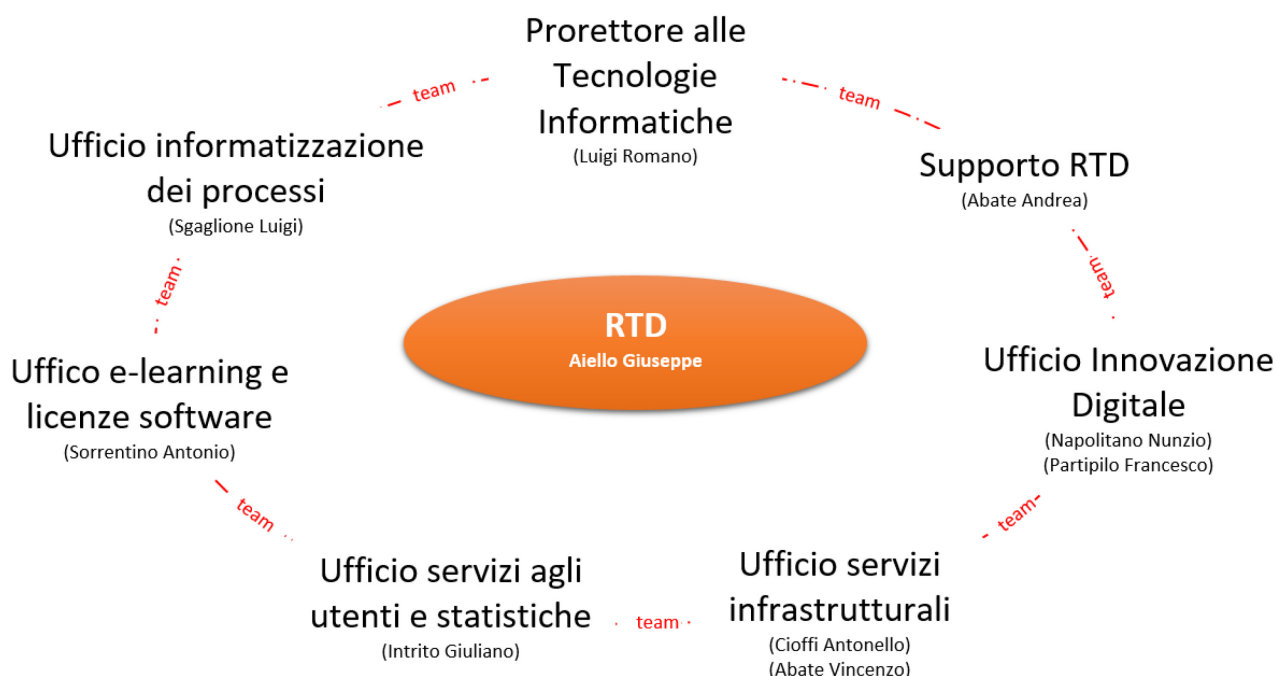 Prorettore alle
Tecnologie
Informatiche
(Luigi Romano)
team
Supporto RTD
(Abate Andrea)
team
Ufficio Innovazione
Digitale
(Napolitano Nunzio)
(Partipilo Francesco)
team
Ufficio servizi
infrastrutturali
(Cioffi Antonello)
(Abate Vincenzo)
team
Ufficio servizi agli
utenti e statistiche
(Intrito Giuliano)
team
Uffico e-learning e
licenze software
(Sorrentino Antonio)
team
Ufficio informatizzazione
dei processi
(Sgaglione Luigi)
team
RTD
Aiello Giuseppe